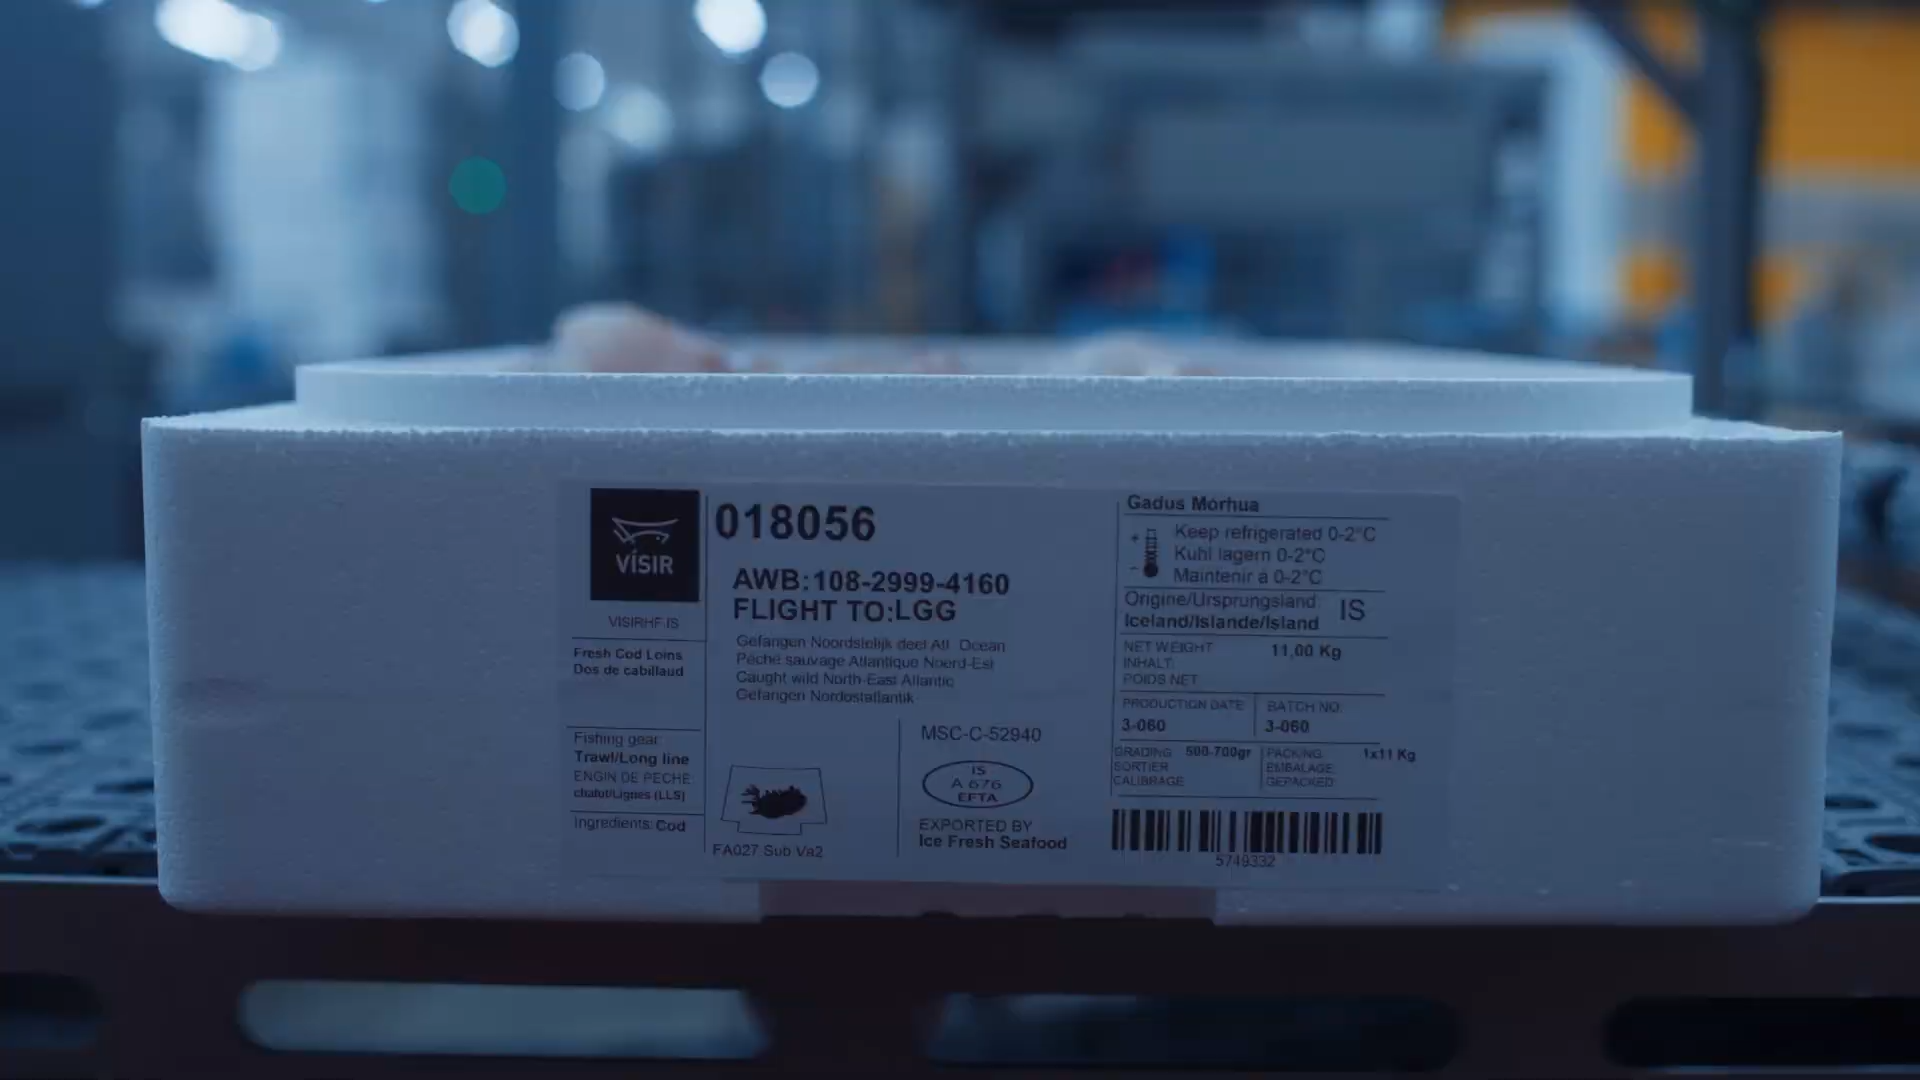 VÍSIR
VISIRHF.IS
Fresh Cod Loins
Dos de cabillaud
Fishing gear:
Trawl/Long line
ENGIN DE PECHE:
chalut/Lignes (LLS)
Ingredients: Cod
018056
AWB:108-2999-4160
FLIGHT TO:LGG
Gefangen Noordstelijk deel Atl. Ocean
Péché sauvage Atlantique Noerd-Est
Caught wild North-East Atlantic
Gefangen Nordostatlantik
FA027 Sub Va2
MSC-C-52940
IS
A 676
EFTA
EXPORTED BY
Ice Fresh Seafood
Gadus Morhua
Keep refrigerated 0-2°C
Kuhl lagern 0-2°C
Maintenir a 0-2°C
Origine/Ursprungsland IS
Iceland/Islande/Island
NET WEIGHT 11,00 Kg
INHALT:
POIDS NET
PRODUCTION DATE
3-060
BATCH NO:
3-060
GRADING 500-700gr
SORTIER
CALIBRAGE
PACKING 1x11 Kg
EMBALAGE
GEPACKED
5749332